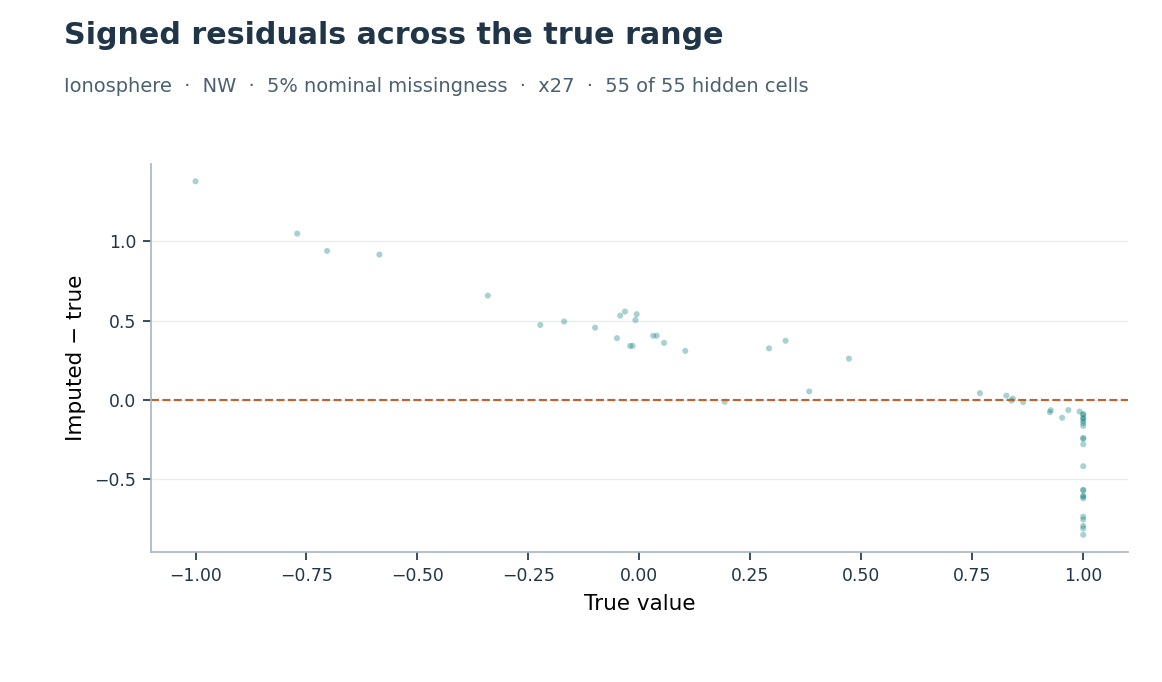 Signed residuals across the true range
Ionosphere · NW · 5% nominal missingness · x27 · 55 of 55 hidden cells
Imputed − true
1.0
0.5
0.0
−0.5
−1.00 −0.75 −0.50 −0.25 0.00 0.25 0.50 0.75 1.00
True value